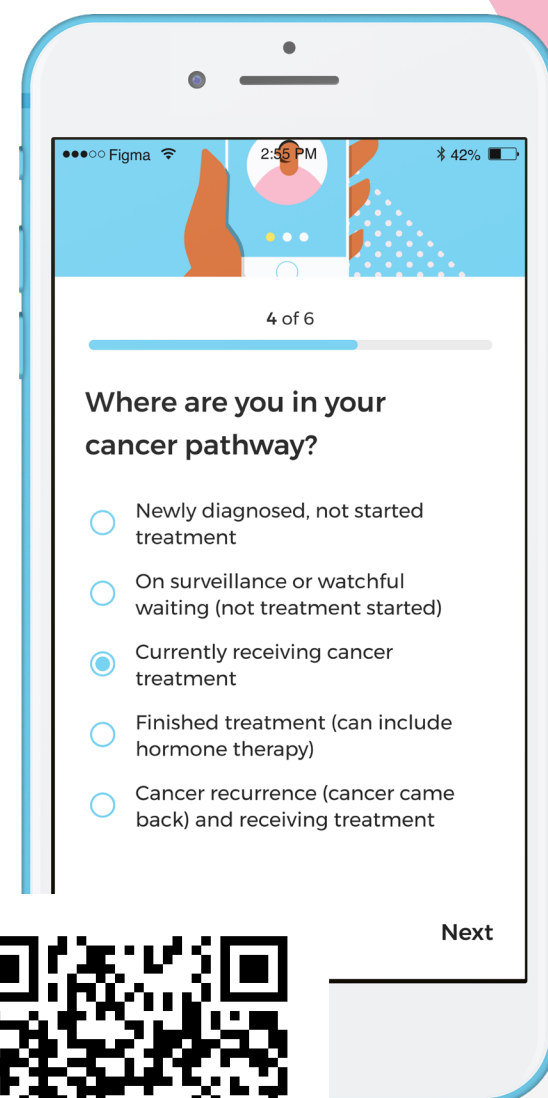 Figma
2:55 PM
42%
4 of 6
Where are you in your
cancer pathway?
Newly diagnosed, not started
treatment
On surveillance or watchful
waiting (not treatment started)
Currently receiving cancer
treatment
Finished treatment (can include
hormone therapy)
Cancer recurrence (cancer came
back) and receiving treatment
Next